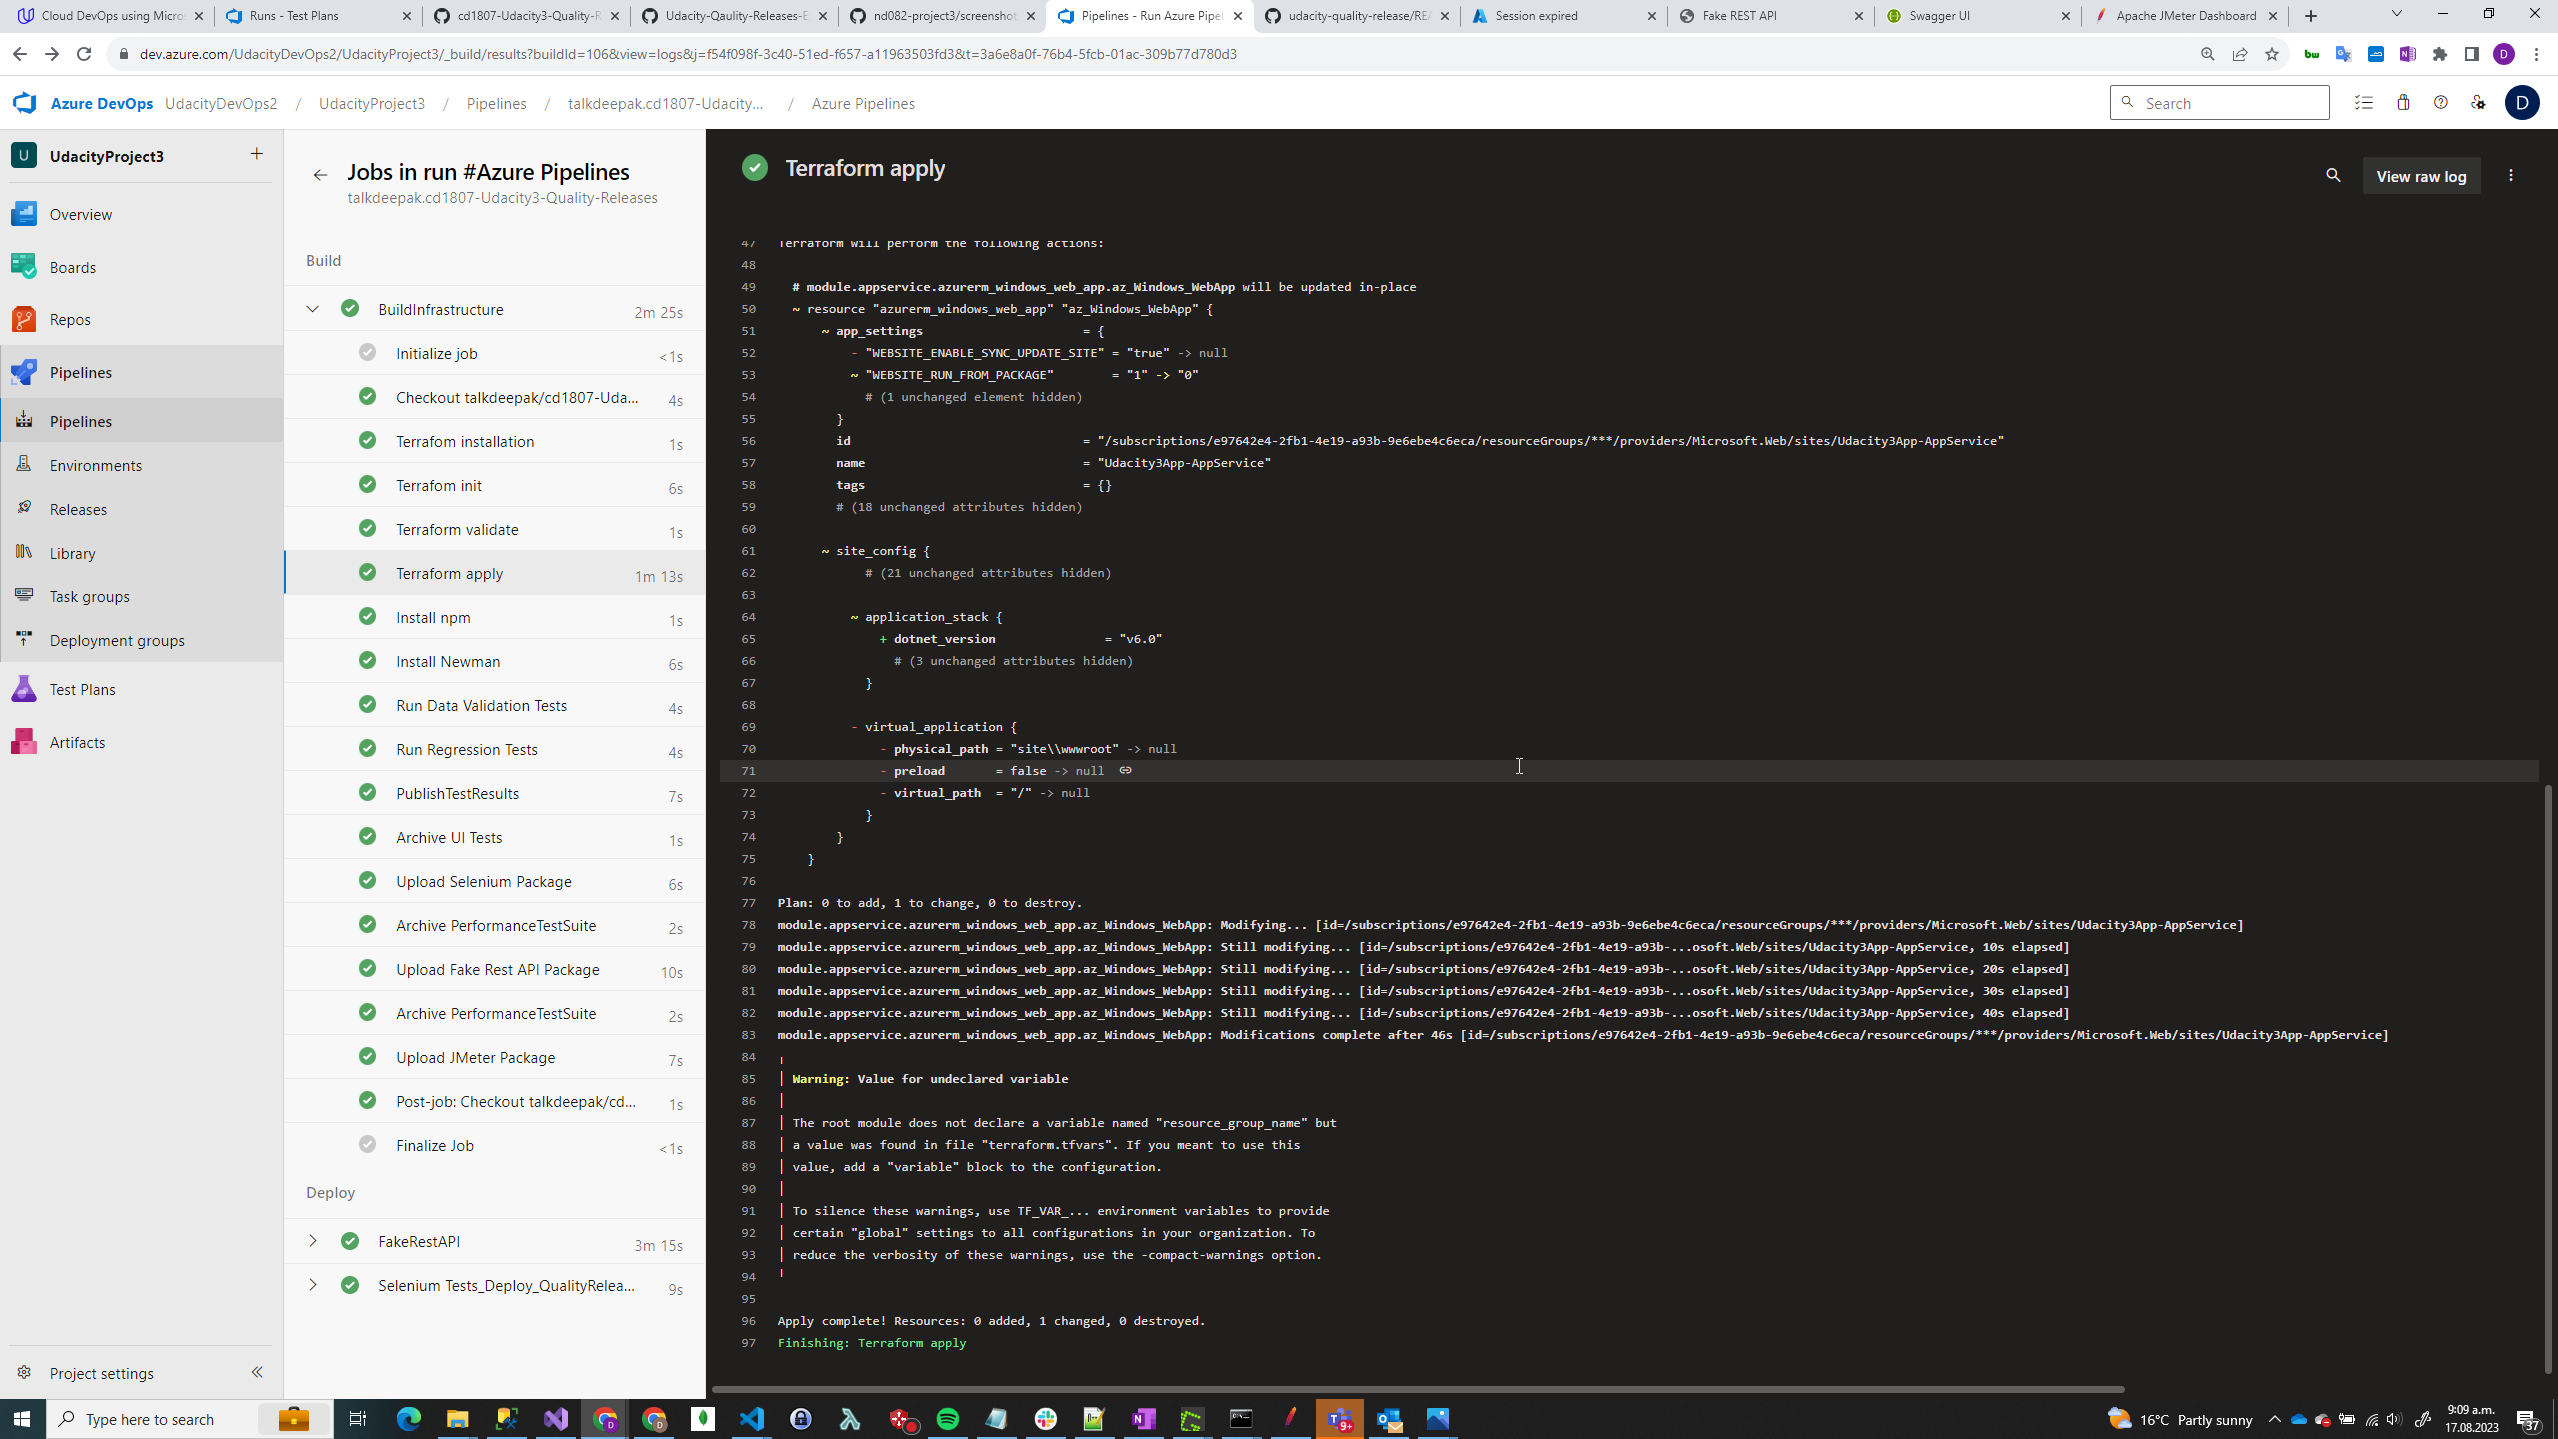 Cloud DevOps using Micros
Runs - Test Plans
cd1807-Udacity3-Quality-R
Udacity-Qaulity-Releases-E
nd082-project3/screenshot
Pipelines - Run Azure Pipel
udacity-quality-release/REA
Session expired
Fake REST API
Swagger UI
Apache JMeter Dashboard
dev.azure.com/UdacityDevOps2/UdacityProject3/_build/results?buildId=106&view=logs&j=f54f098f-3c40-51ed-f657-a11963503fd3&t=3a6e8a0f-76b4-5fcb-01ac-309b77d780d3
bw
D
Azure DevOps UdacityDevOps2 / UdacityProject3 / Pipelines / talkdeepak.cd1807-Udacity... / Azure Pipelines
Search
D
U UdacityProject3
Overview
Boards
Repos
Pipelines
Pipelines
Environments
Releases
Library
Task groups
Deployment groups
Test Plans
Artifacts
Project settings
Jobs in run #Azure Pipelines
talkdeepak.cd1807-Udacity3-Quality-Releases
Build
BuildInfrastructure 2m 25s
Initialize job <1s
Checkout talkdeepak/cd1807-Uda... 4s
Terrafom installation 1s
Terrafom init 6s
Terraform validate 1s
Terraform apply 1m 13s
Install npm 1s
Install Newman 6s
Run Data Validation Tests 4s
Run Regression Tests 4s
PublishTestResults 7s
Archive UI Tests 1s
Upload Selenium Package 6s
Archive PerformanceTestSuite 2s
Upload Fake Rest API Package 10s
Archive PerformanceTestSuite 2s
Upload JMeter Package 7s
Post-job: Checkout talkdeepak/cd... 1s
Finalize Job <1s
Deploy
FakeRestAPI 3m 15s
Selenium Tests_Deploy_QualityRelea... 9s
Terraform apply
View raw log
47 Terraform will perform the following actions:
48
49 # module.appservice.azurerm_windows_web_app.az_Windows_WebApp will be updated in-place
50 ~ resource "azurerm_windows_web_app" "az_Windows_WebApp" {
51 ~ app_settings = {
52 - "WEBSITE_ENABLE_SYNC_UPDATE_SITE" = "true" -> null
53 ~ "WEBSITE_RUN_FROM_PACKAGE" = "1" -> "0"
54 # (1 unchanged element hidden)
55 }
56 id = "/subscriptions/e97642e4-2fb1-4e19-a93b-9e6ebe4c6eca/resourceGroups/***/providers/Microsoft.Web/sites/Udacity3App-AppService"
57 name = "Udacity3App-AppService"
58 tags = {}
59 # (18 unchanged attributes hidden)
60
61 ~ site_config {
62 # (21 unchanged attributes hidden)
63
64 ~ application_stack {
65 + dotnet_version = "v6.0"
66 # (3 unchanged attributes hidden)
67 }
68
69 - virtual_application {
70 - physical_path = "site\\wwwroot" -> null
71 - preload = false -> null
72 - virtual_path = "/" -> null
73 }
74 }
75 }
76
77 Plan: 0 to add, 1 to change, 0 to destroy.
78 module.appservice.azurerm_windows_web_app.az_Windows_WebApp: Modifying... [id=/subscriptions/e97642e4-2fb1-4e19-a93b-9e6ebe4c6eca/resourceGroups/***/providers/Microsoft.Web/sites/Udacity3App-AppService]
79 module.appservice.azurerm_windows_web_app.az_Windows_WebApp: Still modifying... [id=/subscriptions/e97642e4-2fb1-4e19-a93b-...osoft.Web/sites/Udacity3App-AppService, 10s elapsed]
80 module.appservice.azurerm_windows_web_app.az_Windows_WebApp: Still modifying... [id=/subscriptions/e97642e4-2fb1-4e19-a93b-...osoft.Web/sites/Udacity3App-AppService, 20s elapsed]
81 module.appservice.azurerm_windows_web_app.az_Windows_WebApp: Still modifying... [id=/subscriptions/e97642e4-2fb1-4e19-a93b-...osoft.Web/sites/Udacity3App-AppService, 30s elapsed]
82 module.appservice.azurerm_windows_web_app.az_Windows_WebApp: Still modifying... [id=/subscriptions/e97642e4-2fb1-4e19-a93b-...osoft.Web/sites/Udacity3App-AppService, 40s elapsed]
83 module.appservice.azurerm_windows_web_app.az_Windows_WebApp: Modifications complete after 46s [id=/subscriptions/e97642e4-2fb1-4e19-a93b-9e6ebe4c6eca/resourceGroups/***/providers/Microsoft.Web/sites/Udacity3App-AppService]
84
85 Warning: Value for undeclared variable
86
87 The root module does not declare a variable named "resource_group_name" but
88 a value was found in file "terraform.tfvars". If you meant to use this
89 value, add a "variable" block to the configuration.
90
91 To silence these warnings, use TF_VAR_... environment variables to provide
92 certain "global" settings to all configurations in your organization. To
93 reduce the verbosity of these warnings, use the -compact-warnings option.
94
95
96 Apply complete! Resources: 0 added, 1 changed, 0 destroyed.
97 Finishing: Terraform apply
Type here to search
9+
16°C Partly sunny
9:09 a.m.
17.08.2023
37